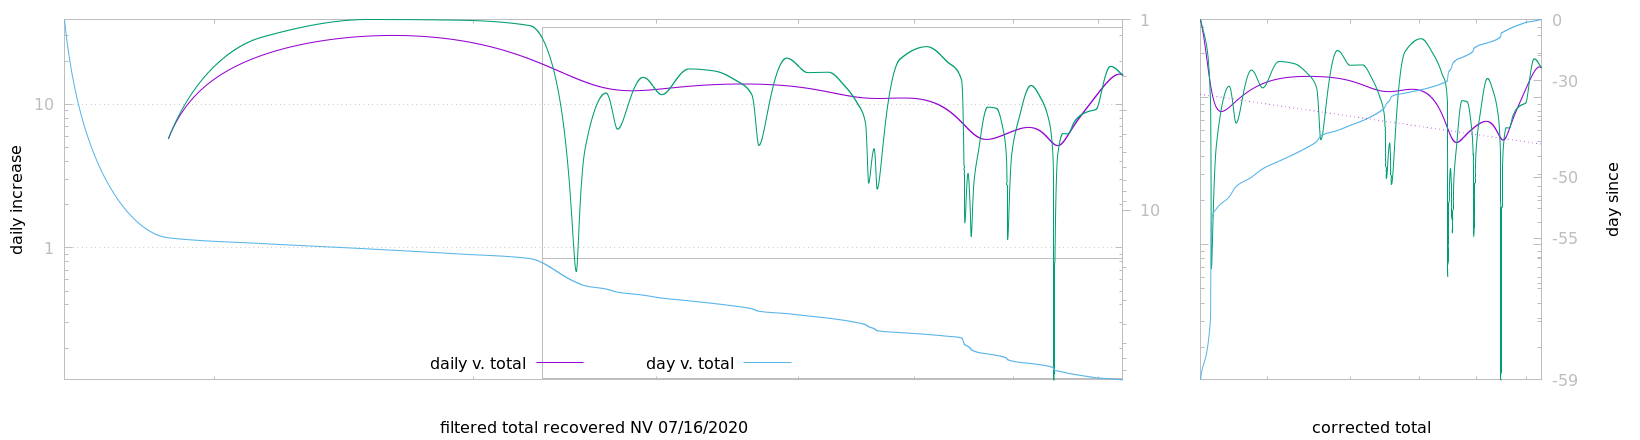 daily increase
10
1
daily v. total
day v. total
1
10
filtered total recovered NV 07/16/2020
0
-30
-50
-55
-59
day since
corrected total